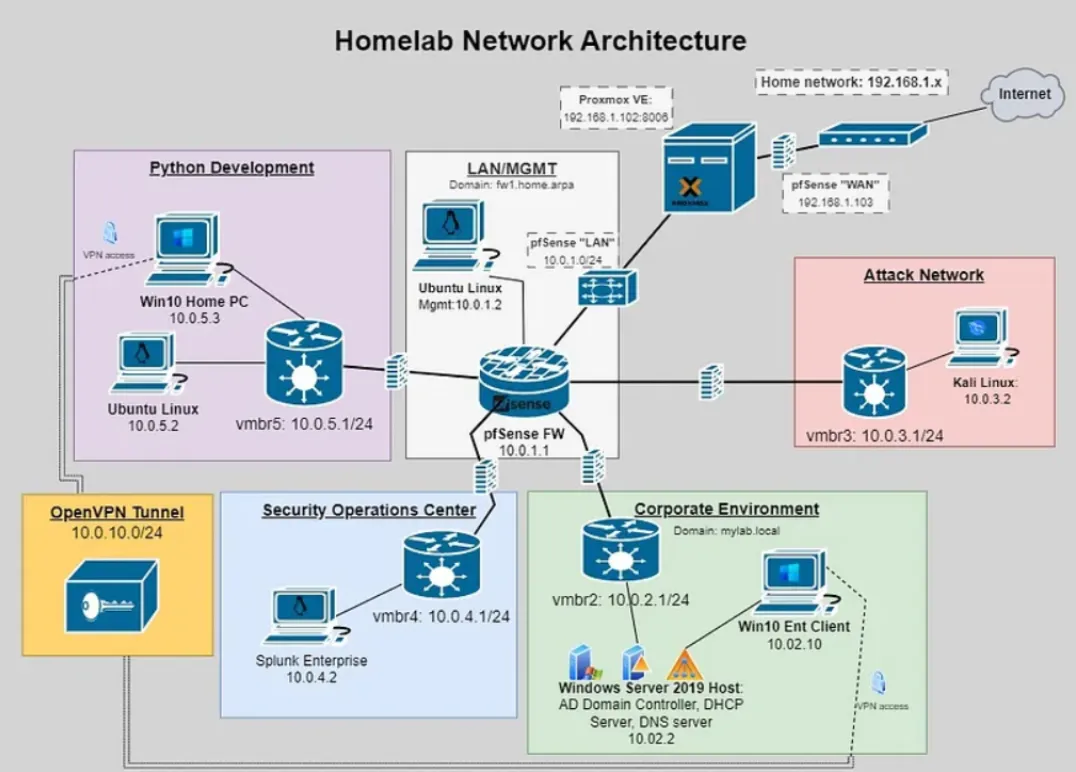 Homelab Network Architecture
Home network: 192.168.1.x
Internet
Proxmox VE:
192.168.1.102:8006
pfSense "WAN"
192.168.1.103
Python Development
VPN access
Win10 Home PC
10.0.5.3
Ubuntu Linux
10.0.5.2
vmbr5: 10.0.5.1/24
LAN/MGMT
Domain: fw1.home.arpa
Ubuntu Linux
Mgmt:10.0.1.2
pfSense "LAN"
10.0.1.0/24
sense
pfSense FW
10.0.1.1
Attack Network
Kali Linux:
10.0.3.2
vmbr3: 10.0.3.1/24
OpenVPN Tunnel
10.0.10.0/24
Security Operations Center
vmbr4: 10.0.4.1/24
Splunk Enterprise
10.0.4.2
Corporate Environment
Domain: mylab.local
vmbr2: 10.0.2.1/24
Win10 Ent Client
10.02.10
Windows Server 2019 Host:
AD Domain Controller, DHCP
Server, DNS server
10.02.2
VPN access